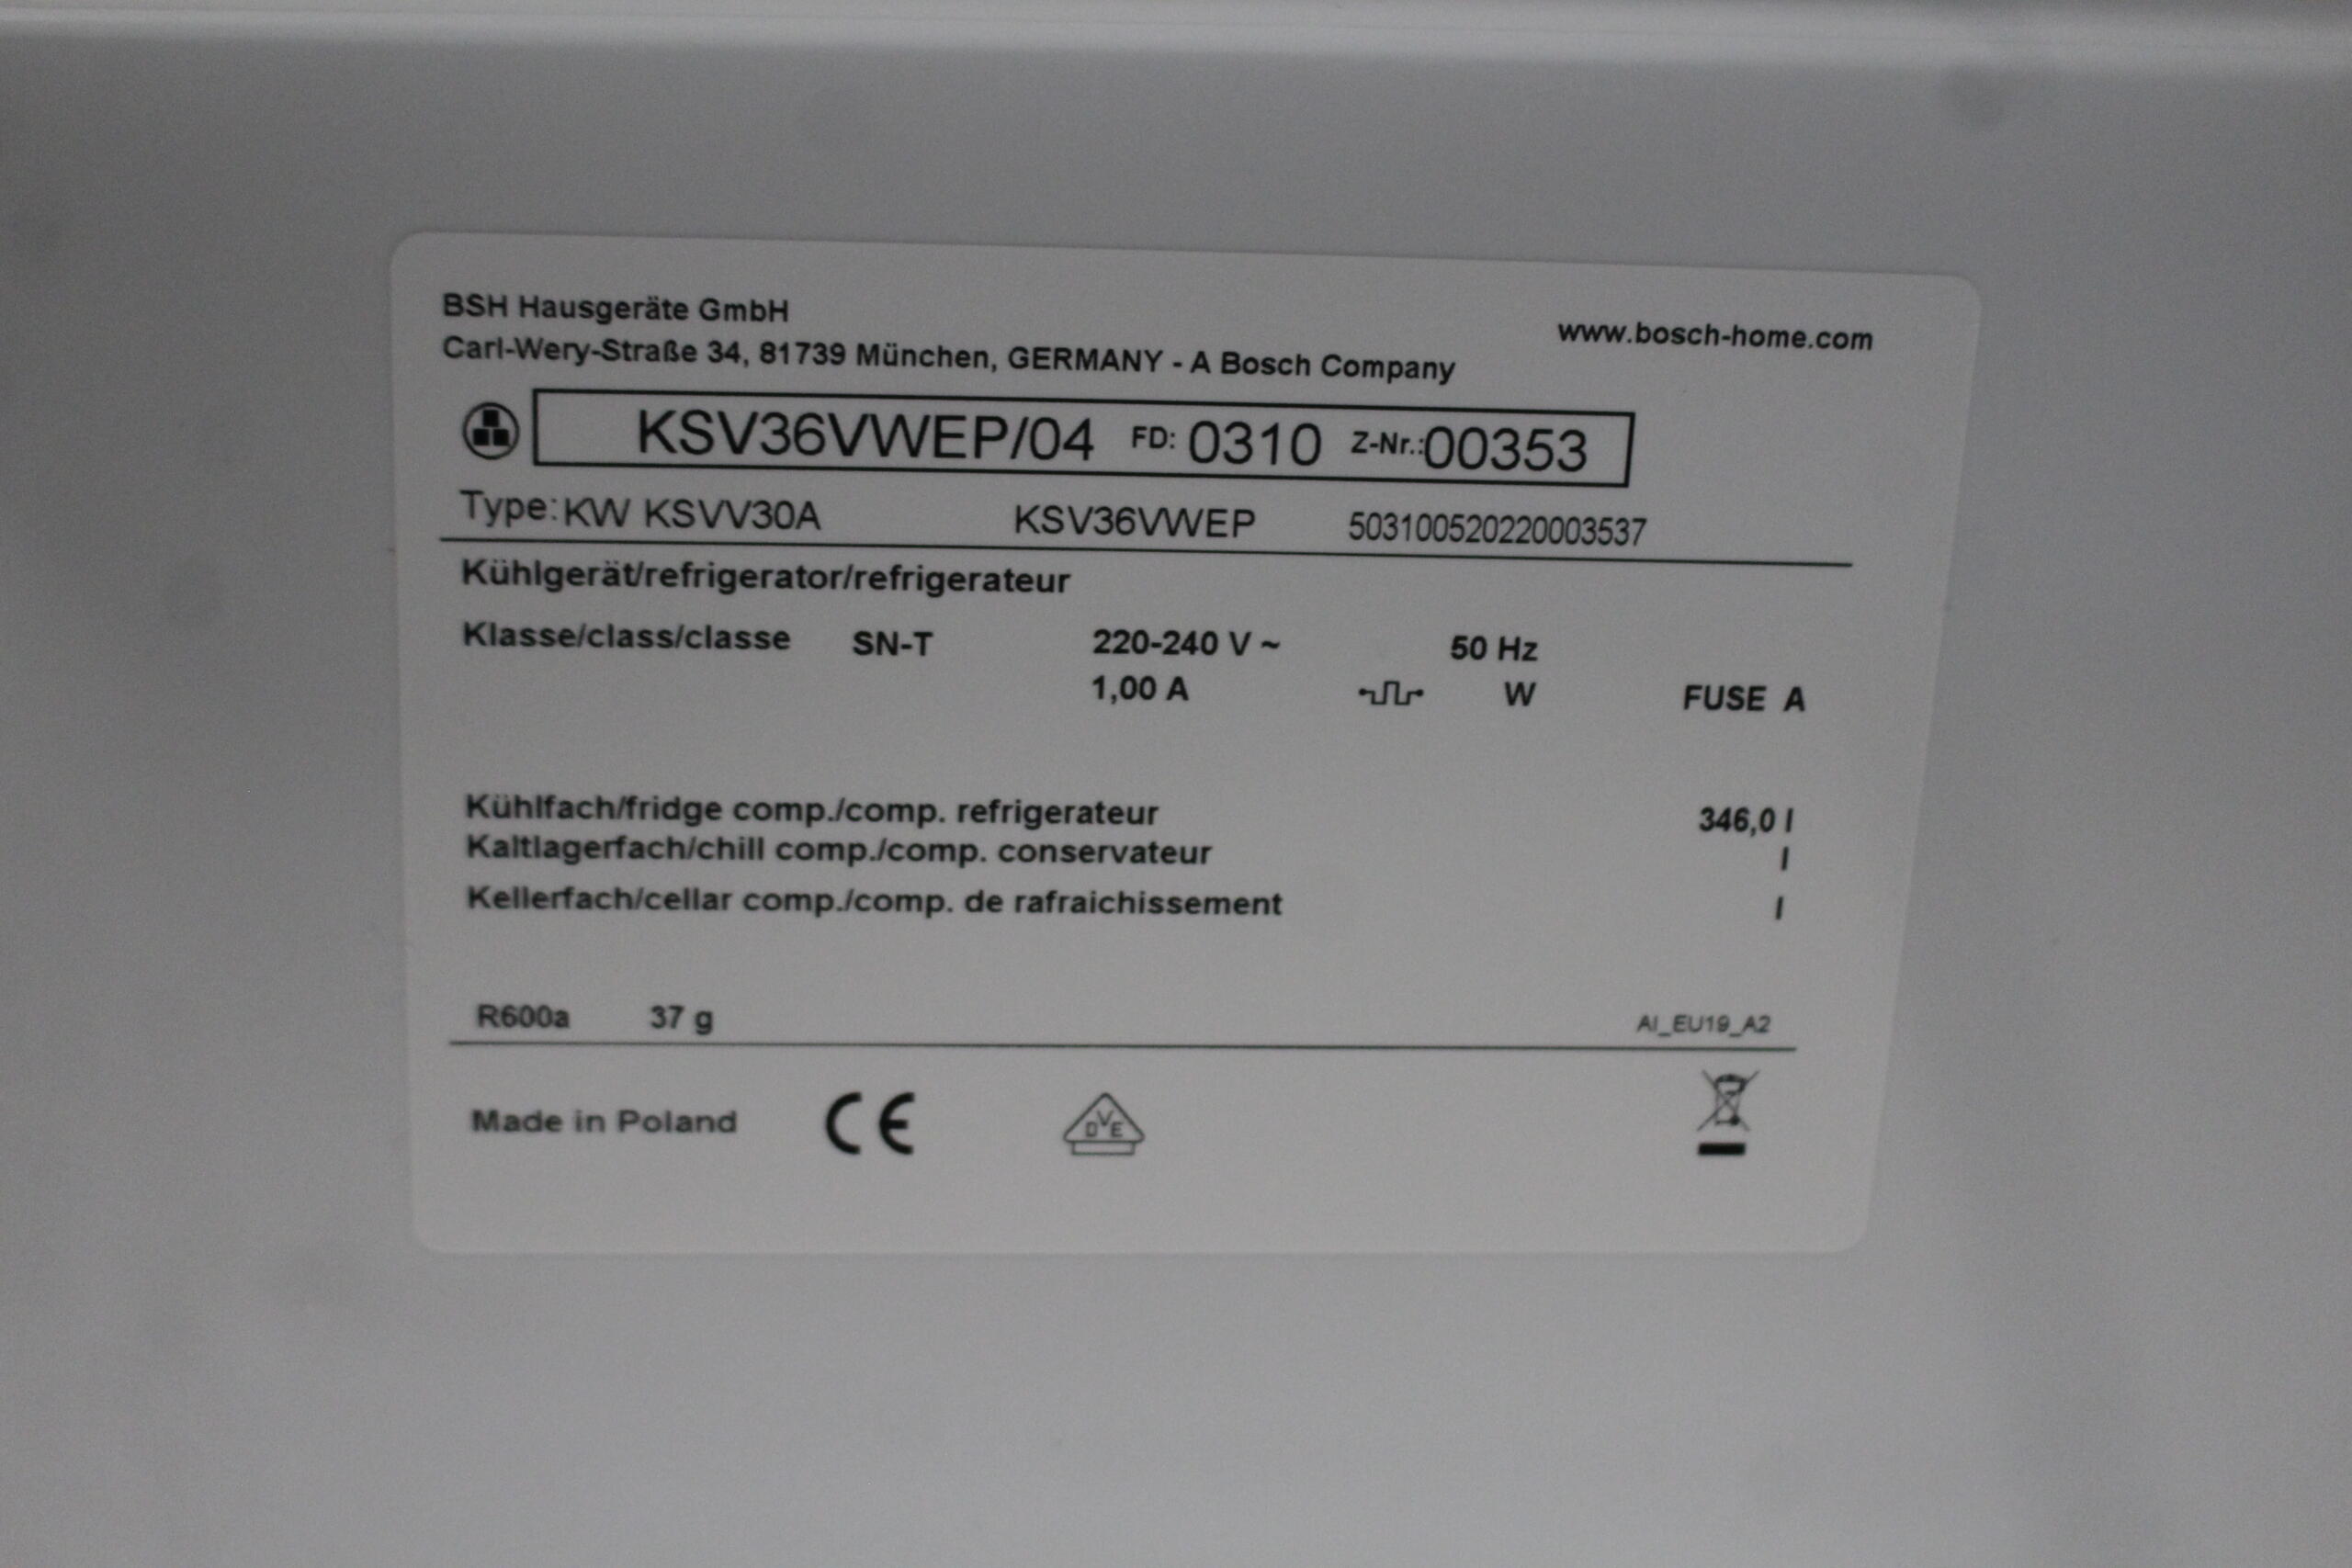 BSH Hausgeräte GmbH
www.bosch-home.com
Carl-Wery-Straße 34, 81739 München, GERMANY - A Bosch Company
KSV36VWEP/04 FD: 0310 Z-Nr.:00353
Type: KW KSVV30A KSV36VWEP 503100520220003537
Kühlgerät/refrigerator/refrigerateur
Klasse/class/classe SN-T 220-240 V ~ 50 Hz
1,00 A W FUSE A
Kühlfach/fridge comp./comp. refrigerateur 346,0 l
Kaltlagerfach/chill comp./comp. conservateur l
Kellerfach/cellar comp./comp. de rafraichissement l
R600a 37 g AI_EU19_A2
Made in Poland CE DVE